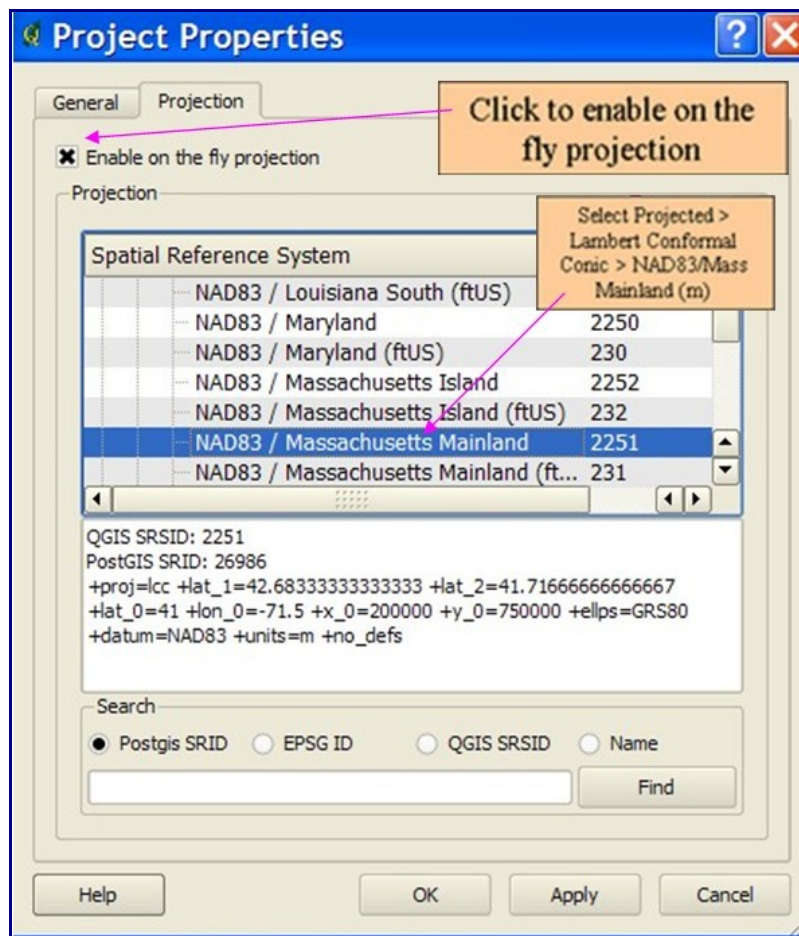 Project Properties
General
Projection
Click to enable on the
fly projection
Enable on the fly projection
Projection
Select Projected >
Lambert Conformal
Conic > NAD83/Mass
Mainland (m)
Spatial Reference System
NAD83 / Louisiana South (ftUS)
NAD83 / Maryland 2250
NAD83 / Maryland (ftUS) 230
NAD83 / Massachusetts Island 2252
NAD83 / Massachusetts Island (ftUS) 232
NAD83 / Massachusetts Mainland 2251
NAD83 / Massachusetts Mainland (ft... 231
QGIS SRSID: 2251
PostGIS SRID: 26986
+proj=lcc +lat_1=42.68333333333333 +lat_2=41.71666666666667
+lat_0=41 +lon_0=-71.5 +x_0=200000 +y_0=750000 +ellps=GRS80
+datum=NAD83 +units=m +no_defs
Search
Postgis SRID EPSG ID QGIS SRSID Name
Find
Help OK Apply Cancel